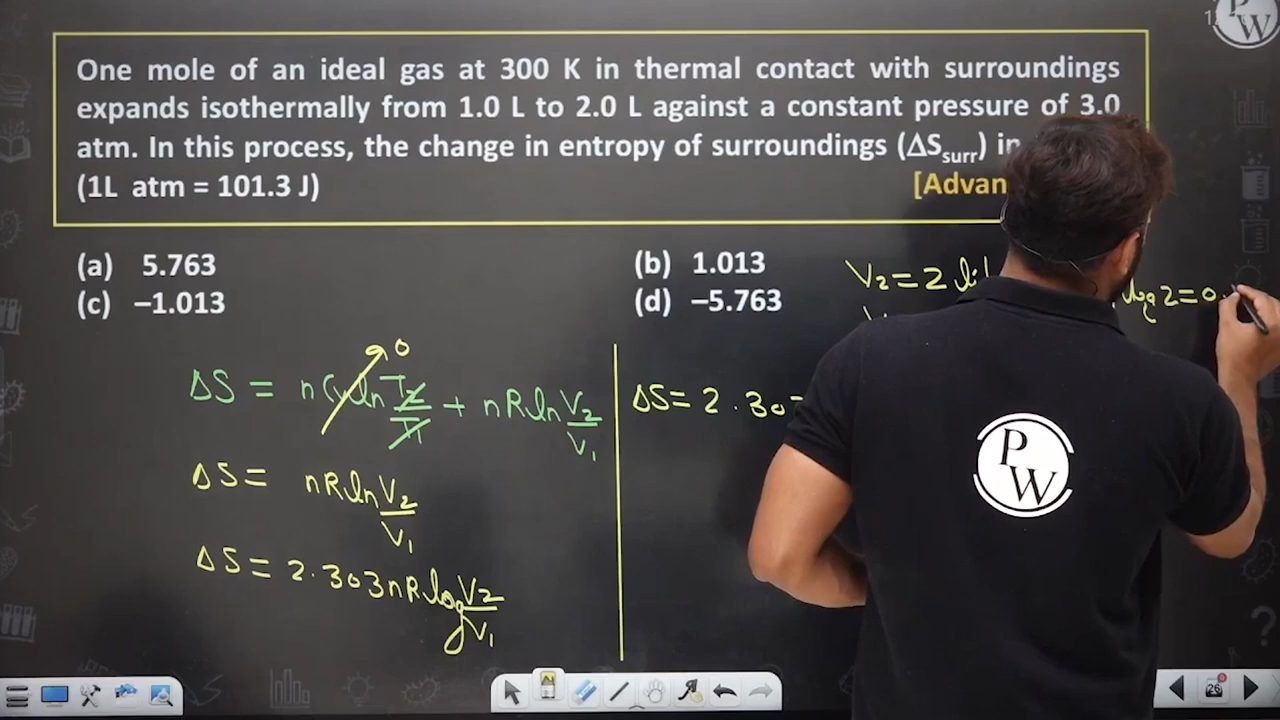 One mole of an ideal gas at 300 K in thermal contact with surroundings
expands isothermally from 1.0 L to 2.0 L against a constant pressure of 3.0
atm. In this process, the change in entropy of surroundings (ΔSsurr) in
(1L atm = 101.3 J) [Advan
(a) 5.763 (b) 1.013
(c) –1.013 (d) –5.763
V2 = 2
log 2 = 0.
ΔS = nCv ln T2/T1 + nR ln V2/V1
0
ΔS = nR ln V2/V1
ΔS = 2.303 nR log V2/V1
ΔS = 2.30
PW
PW
26